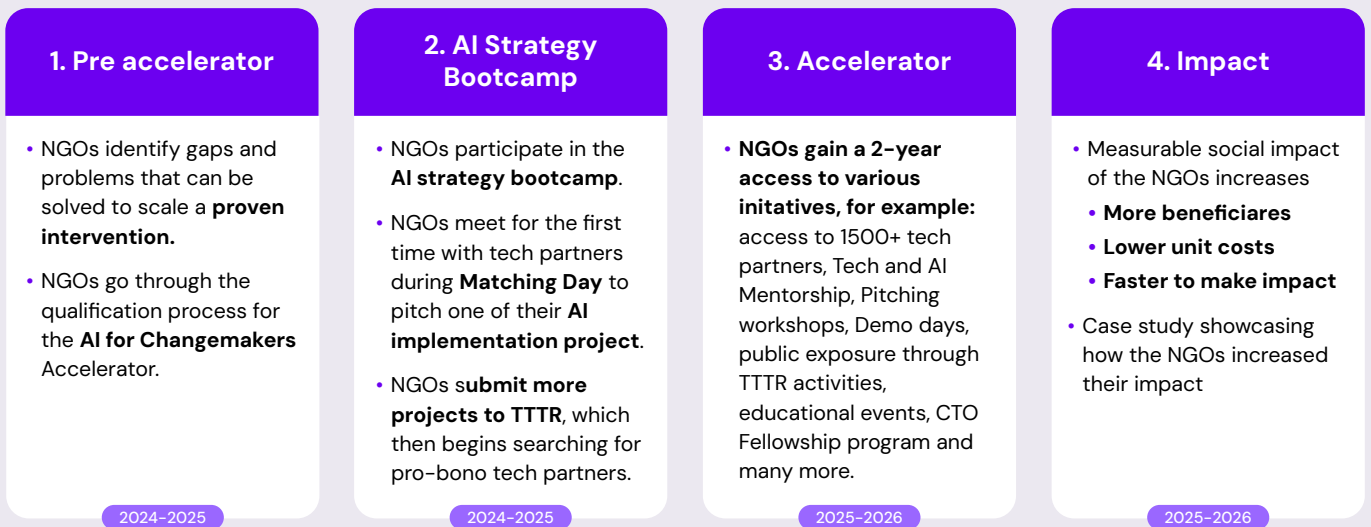 1. Pre accelerator
• NGOs identify gaps and
problems that can be
solved to scale a proven
intervention.
• NGOs go through the
qualification process for
the AI for Changemakers
Accelerator.
2024-2025
2. AI Strategy
Bootcamp
• NGOs participate in the
AI strategy bootcamp.
• NGOs meet for the first
time with tech partners
during Matching Day to
pitch one of their AI
implementation project.
• NGOs submit more
projects to TTTR, which
then begins searching for
pro-bono tech partners.
2024-2025
3. Accelerator
• NGOs gain a 2-year
access to various
initatives, for example:
access to 1500+ tech
partners, Tech and AI
Mentorship, Pitching
workshops, Demo days,
public exposure through
TTTR activities,
educational events, CTO
Fellowship program and
many more.
2025-2026
4. Impact
• Measurable social impact
of the NGOs increases
• More beneficiares
• Lower unit costs
• Faster to make impact
• Case study showcasing
how the NGOs increased
their impact
2025-2026